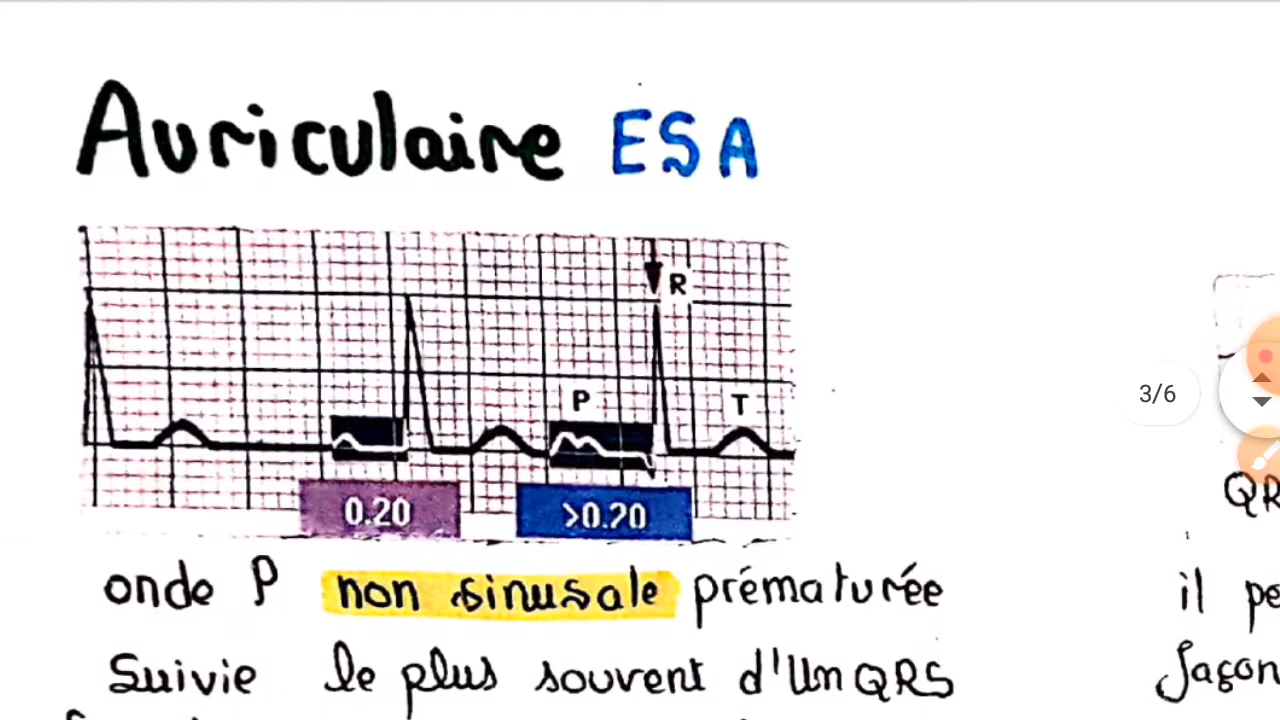 Auriculaire ESA
R
P
T
0.20
>0.20
onde P non sinusale prématurée
Suivie le plus souvent d'Un QRS
3/6
QR
il pe
façon